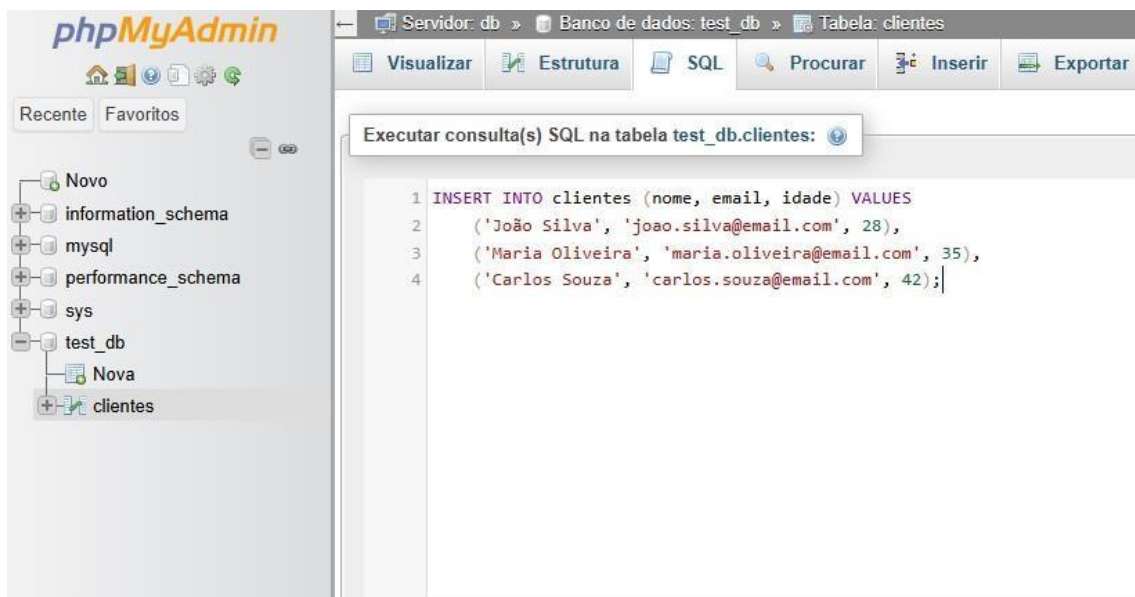 phpMyAdmin
Recente Favoritos
Novo
information_schema
mysql
performance_schema
sys
test_db
Nova
clientes
Servidor: db » Banco de dados: test_db » Tabela: clientes
Visualizar Estrutura SQL Procurar Inserir Exportar
Executar consulta(s) SQL na tabela test_db.clientes:
1 INSERT INTO clientes (nome, email, idade) VALUES
2 ('João Silva', 'joao.silva@email.com', 28),
3 ('Maria Oliveira', 'maria.oliveira@email.com', 35),
4 ('Carlos Souza', 'carlos.souza@email.com', 42);